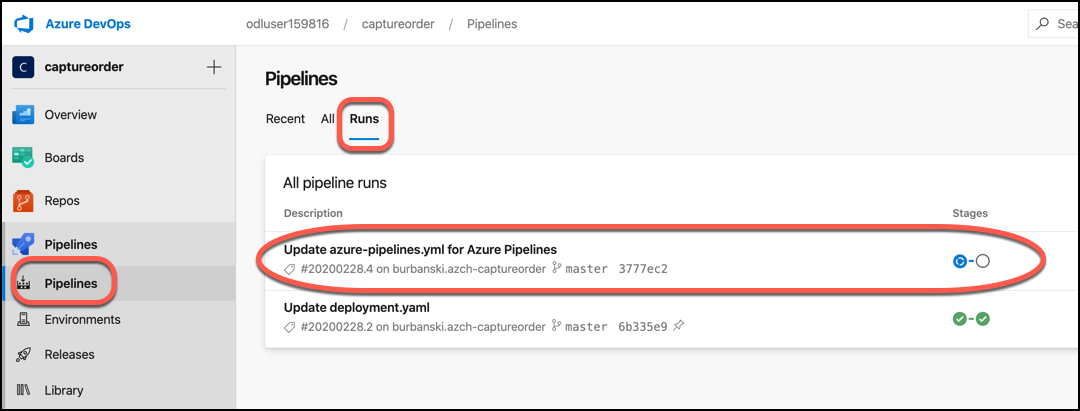 Azure DevOps
odluser159816 / captureorder / Pipelines
Sea
C captureorder
Overview
Boards
Repos
Pipelines
Pipelines
Environments
Releases
Library
Pipelines
Recent All Runs
All pipeline runs
Description Stages
Update azure-pipelines.yml for Azure Pipelines
#20200228.4 on burbanski.azch-captureorder master 3777ec2
Update deployment.yaml
#20200228.2 on burbanski.azch-captureorder master 6b335e9